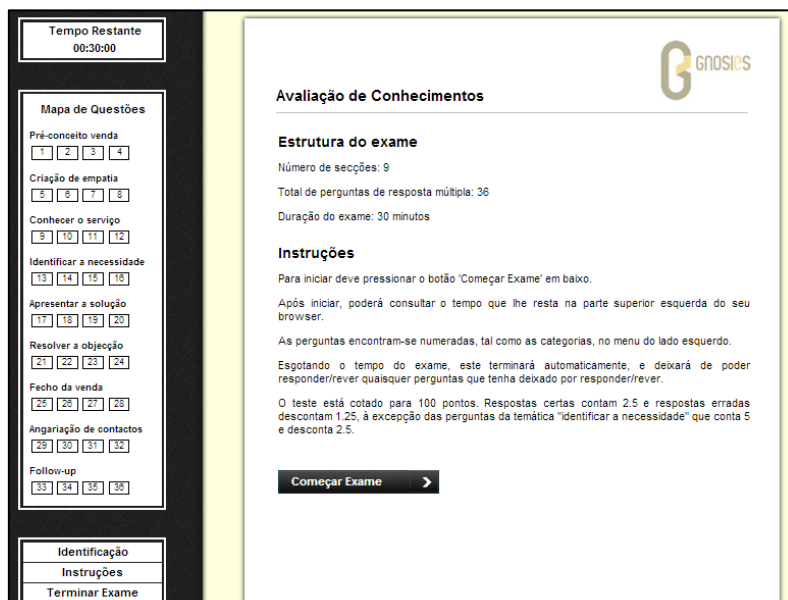 Tempo Restante
00:30:00
Mapa de Questões
Pré-conceito venda
1 2 3 4
Criação de empatia
5 6 7 8
Conhecer o serviço
9 10 11 12
Identificar a necessidade
13 14 15 16
Apresentar a solução
17 18 19 20
Resolver a objecção
21 22 23 24
Fecho da venda
25 26 27 28
Angariação de contactos
29 30 31 32
Follow-up
33 34 35 36
Identificação
Instruções
Terminar Exame
GNOSIES
Avaliação de Conhecimentos
Estrutura do exame
Número de secções: 9
Total de perguntas de resposta múltipla: 36
Duração do exame: 30 minutos
Instruções
Para iniciar deve pressionar o botão 'Começar Exame' em baixo.
Após iniciar, poderá consultar o tempo que lhe resta na parte superior esquerda do seu
browser.
As perguntas encontram-se numeradas, tal como as categorias, no menu do lado esquerdo.
Esgotando o tempo do exame, este terminará automaticamente, e deixará de poder
responder/rever quaisquer perguntas que tenha deixado por responder/rever.
O teste está cotado para 100 pontos. Respostas certas contam 2.5 e respostas erradas
descontam 1.25, à excepção das perguntas da temática "identificar a necessidade" que conta 5
e desconta 2.5.
Começar Exame